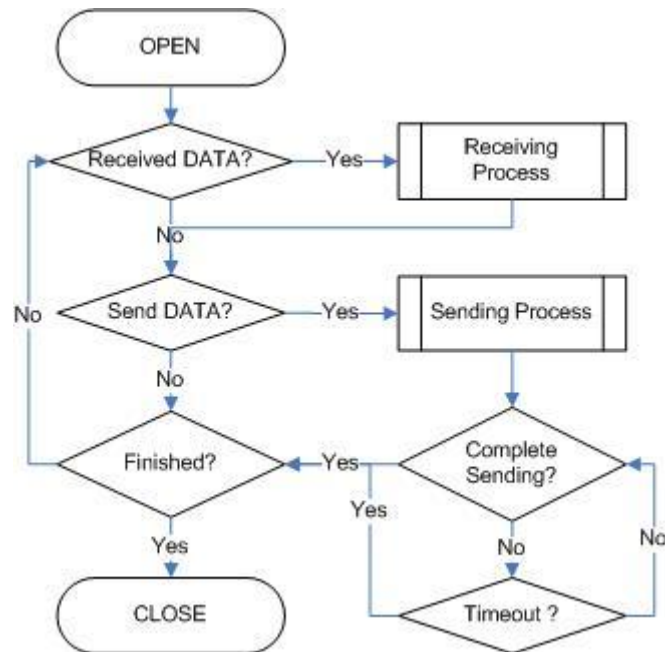 OPEN
Received DATA?
Yes
Receiving
Process
No
Send DATA?
Yes
Sending Process
No
No
Finished?
Yes
Complete
Sending?
Yes
No
No
Yes
CLOSE
Timeout ?